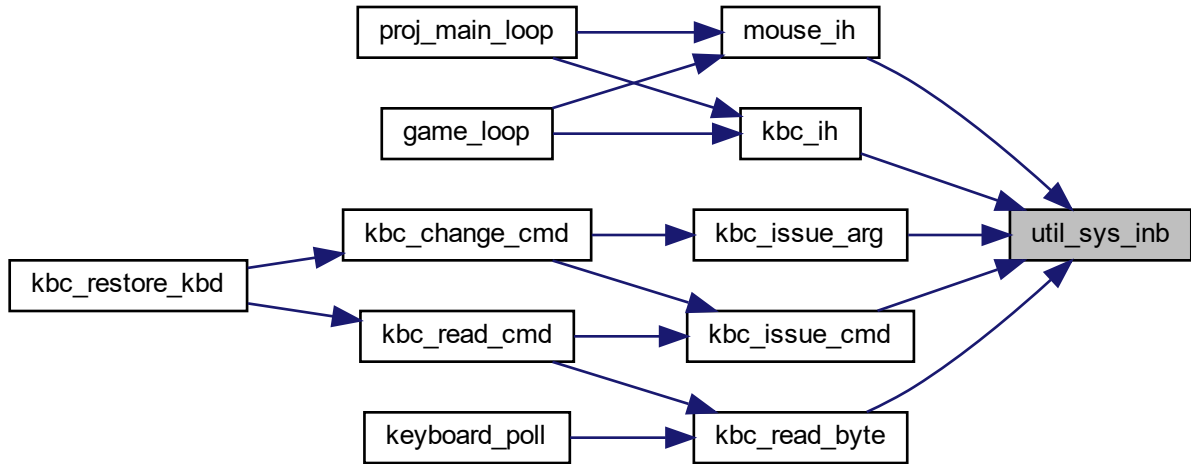 proj_main_loop
mouse_ih
game_loop
kbc_ih
kbc_change_cmd
kbc_issue_arg
util_sys_inb
kbc_restore_kbd
kbc_read_cmd
kbc_issue_cmd
keyboard_poll
kbc_read_byte